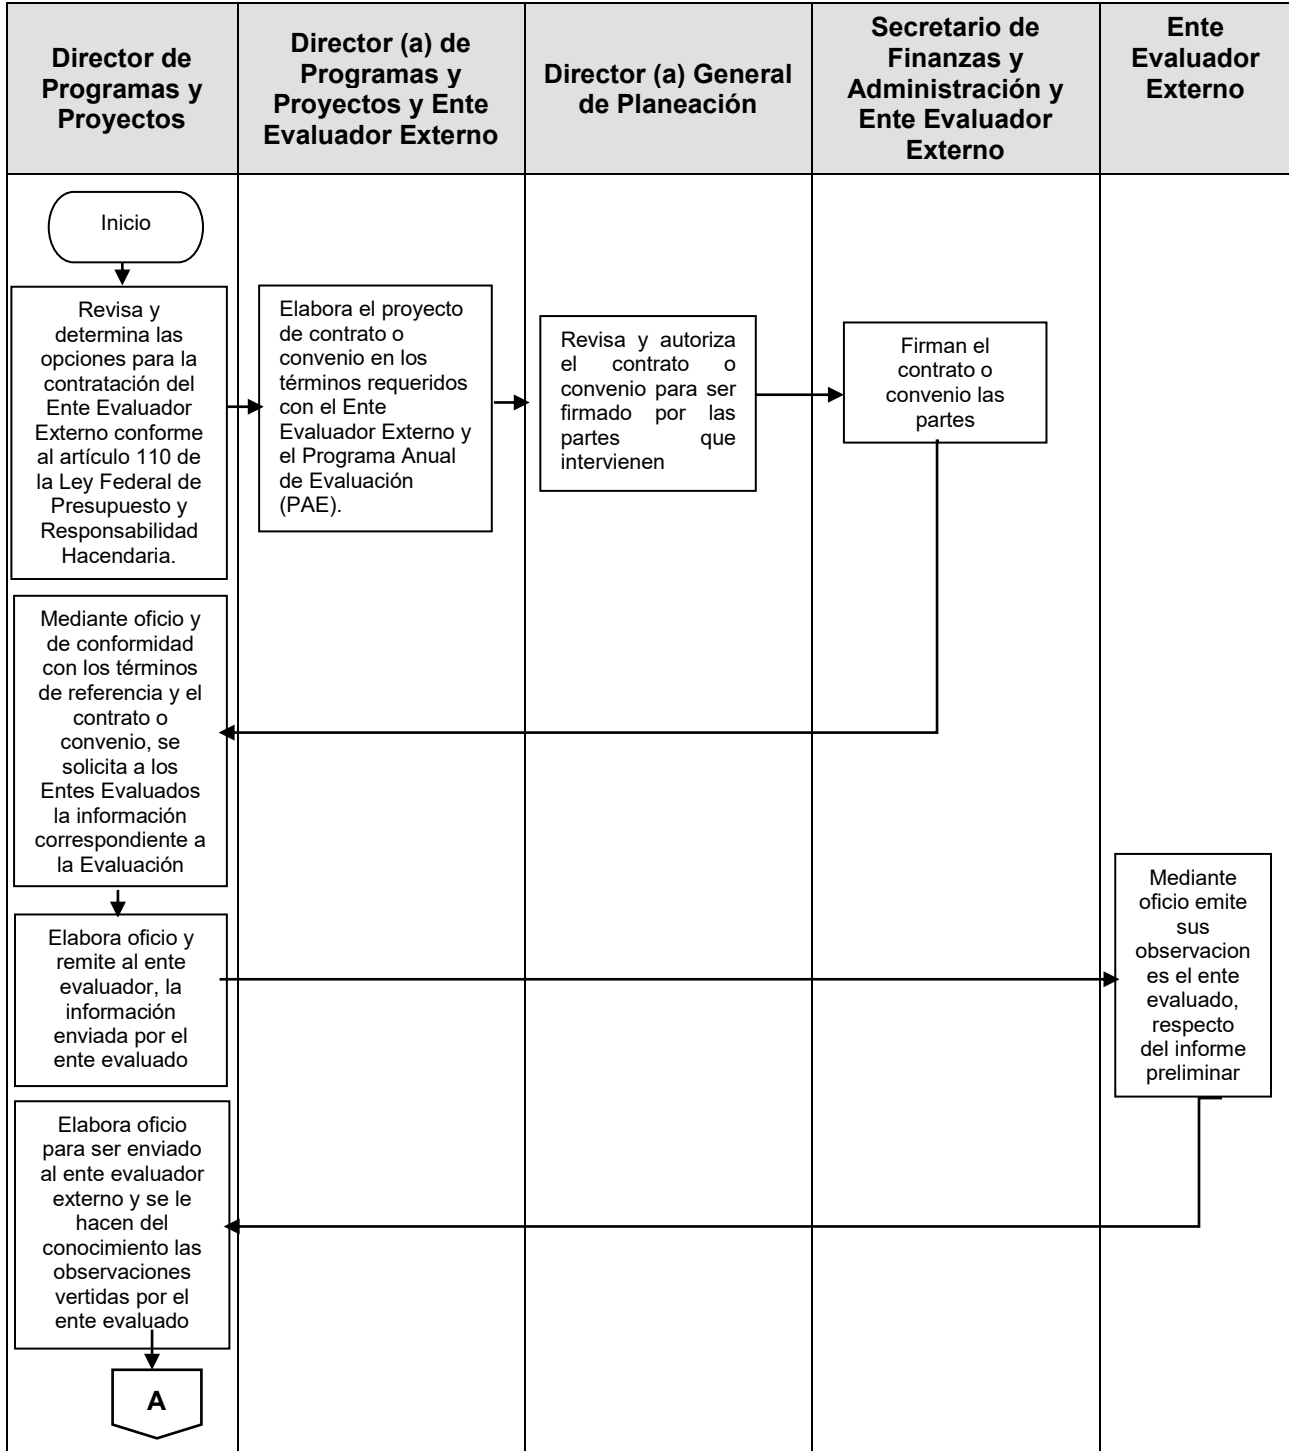 Director de
Programas y
Proyectos
Director (a) de
Programas y
Proyectos y Ente
Evaluador Externo
Director (a) General
de Planeación
Secretario de
Finanzas y
Administración y
Ente Evaluador
Externo
Ente
Evaluador
Externo
Inicio
Revisa y
determina las
opciones para la
contratación del
Ente Evaluador
Externo conforme
al artículo 110 de
la Ley Federal de
Presupuesto y
Responsabilidad
Hacendaria.
Elabora el proyecto
de contrato o
convenio en los
términos requeridos
con el Ente
Evaluador Externo y
el Programa Anual
de Evaluación
(PAE).
Revisa y autoriza
el contrato o
convenio para ser
firmado por las
partes que
intervienen
Firman el
contrato o
convenio las
partes
Mediante oficio y
de conformidad
con los términos
de referencia y el
contrato o
convenio, se
solicita a los
Entes Evaluados
la información
correspondiente a
la Evaluación
Elabora oficio y
remite al ente
evaluador, la
información
enviada por el
ente evaluado
Mediante
oficio emite
sus
observacion
es el ente
evaluado,
respecto
del informe
preliminar
Elabora oficio
para ser enviado
al ente evaluador
externo y se le
hacen del
conocimiento las
observaciones
vertidas por el
ente evaluado
A